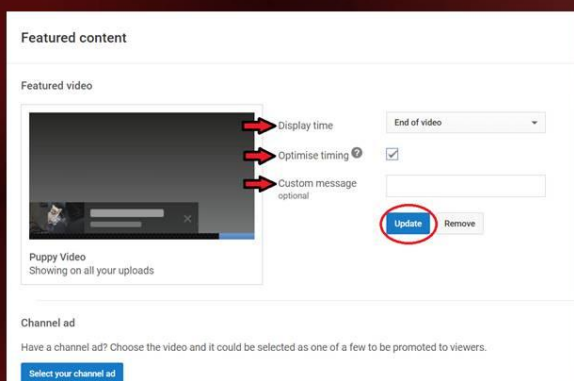 Featured content
Featured video
Display time
End of video
Optimise timing ?
Custom message
optional
Update
Remove
Puppy Video
Showing on all your uploads
Channel ad
Have a channel ad? Choose the video and it could be selected as one of a few to be promoted to viewers.
Select your channel ad